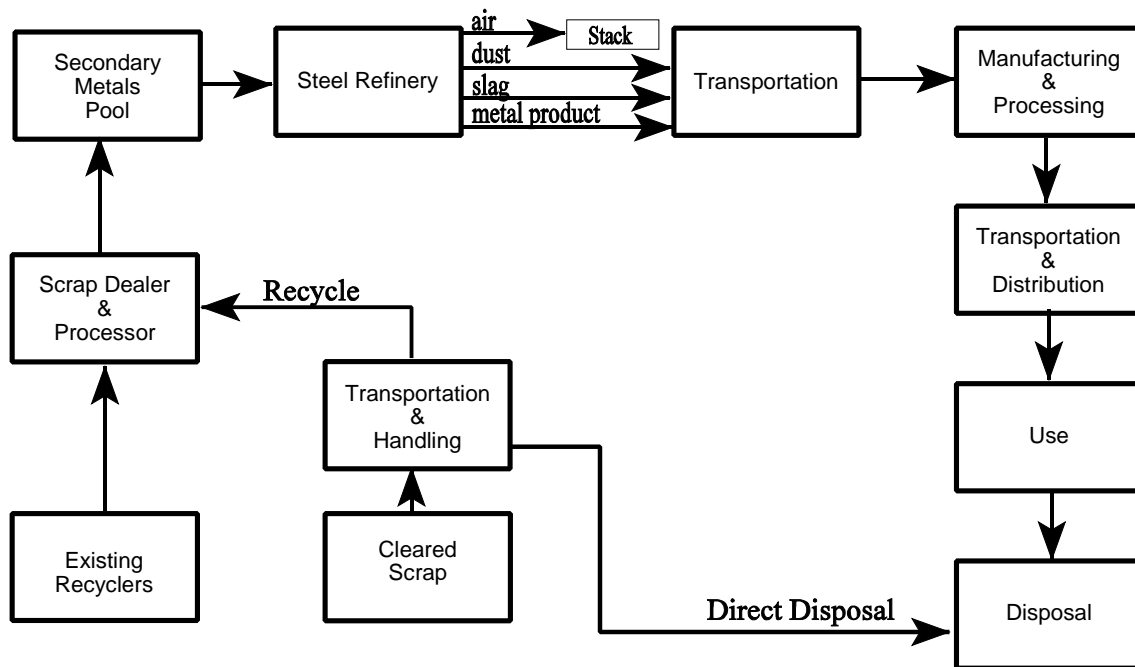 Secondary
Metals
Pool
Steel Refinery
air
Stack
dust
slag
metal product
Transportation
Manufacturing
&
Processing
Transportation
&
Distribution
Use
Disposal
Scrap Dealer
&
Processor
Recycle
Transportation
&
Handling
Existing
Recyclers
Cleared
Scrap
Direct Disposal